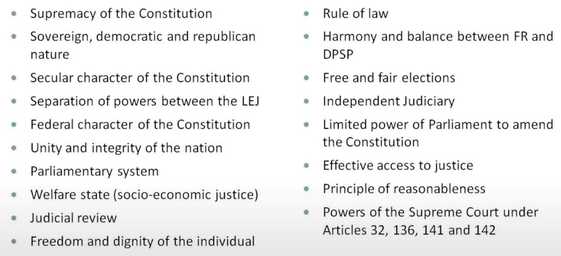 Supremacy of the Constitution
Sovereign, democratic and republican
nature
Secular character of the Constitution
Separation of powers between the LEJ
Federal character of the Constitution
Unity and integrity of the nation
Parliamentary system
Welfare state (socio-economic justice)
Judicial review
Freedom and dignity of the individual
Rule of law
Harmony and balance between FR and
DPSP
Free and fair elections
Independent Judiciary
Limited power of Parliament to amend
the Constitution
Effective access to justice
Principle of reasonableness
Powers of the Supreme Court under
Articles 32, 136, 141 and 142